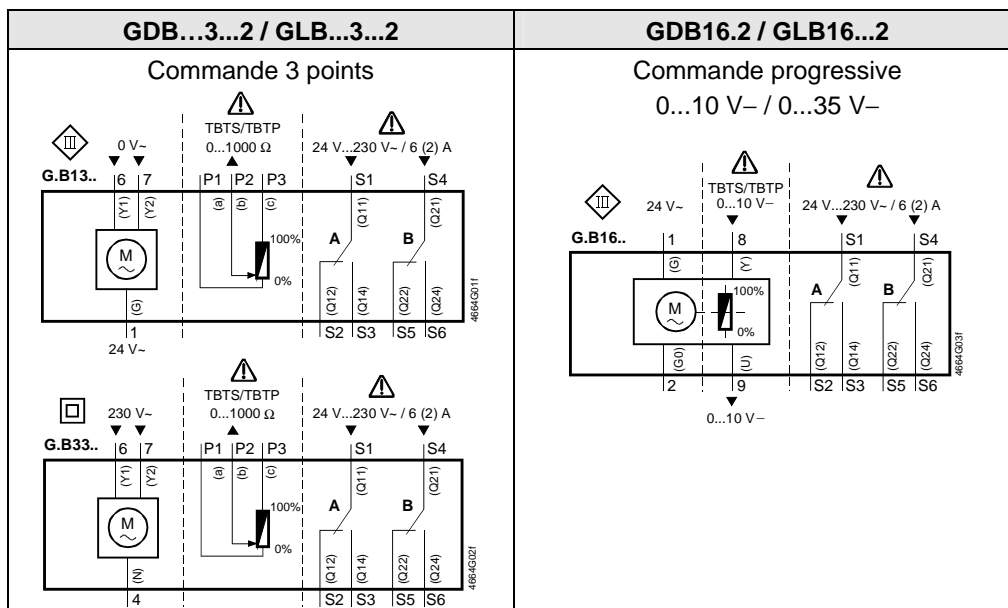 GDB…3...2 / GLB...3...2
Commande 3 points
TBTS/TBTP
0 V~ 0...1000 Ω 24 V...230 V~ / 6 (2) A
III
G.B13.. 6 7 P1 P2 P3 S1 S4
(Y1) (Y2) (a) (b) (c) (Q11) (Q21)
M A B
100%
0%
(G) (Q12) (Q14) (Q22) (Q24)
1 S2 S3 S5 S6
24 V~
4664G01f
TBTS/TBTP
230 V~ 0...1000 Ω 24 V...230 V~ / 6 (2) A
G.B33.. 6 7 P1 P2 P3 S1 S4
(Y1) (Y2) (a) (b) (c) (Q11) (Q21)
M A B
100%
0%
(N) (Q12) (Q14) (Q22) (Q24)
4 S2 S3 S5 S6
4664G02f
GDB16.2 / GLB16...2
Commande progressive
0...10 V– / 0...35 V–
TBTS/TBTP
24 V~ 0...10 V– 24 V...230 V~ / 6 (2) A
III
G.B16.. 1 8 S1 S4
(G) (Y) (Q11) (Q21)
100%
M A B
0%
(G0) (U) (Q12) (Q14) (Q22) (Q24)
2 9 S2 S3 S5 S6
0...10 V–
4664G03f